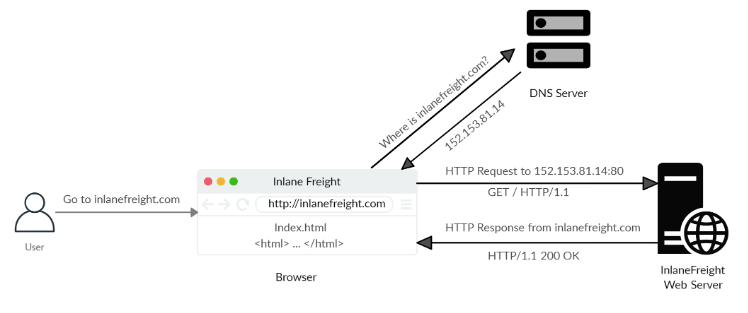 Where is inlanefreight.com?
152.153.81.14
DNS Server
Go to inlanefreight.com
User
Inlane Freight
http://inlanefreight.com
Index.html
<html> ... </html>
Browser
HTTP Request to 152.153.81.14:80
GET / HTTP/1.1
HTTP Response from inlanefreight.com
HTTP/1.1 200 OK
InlaneFreight
Web Server